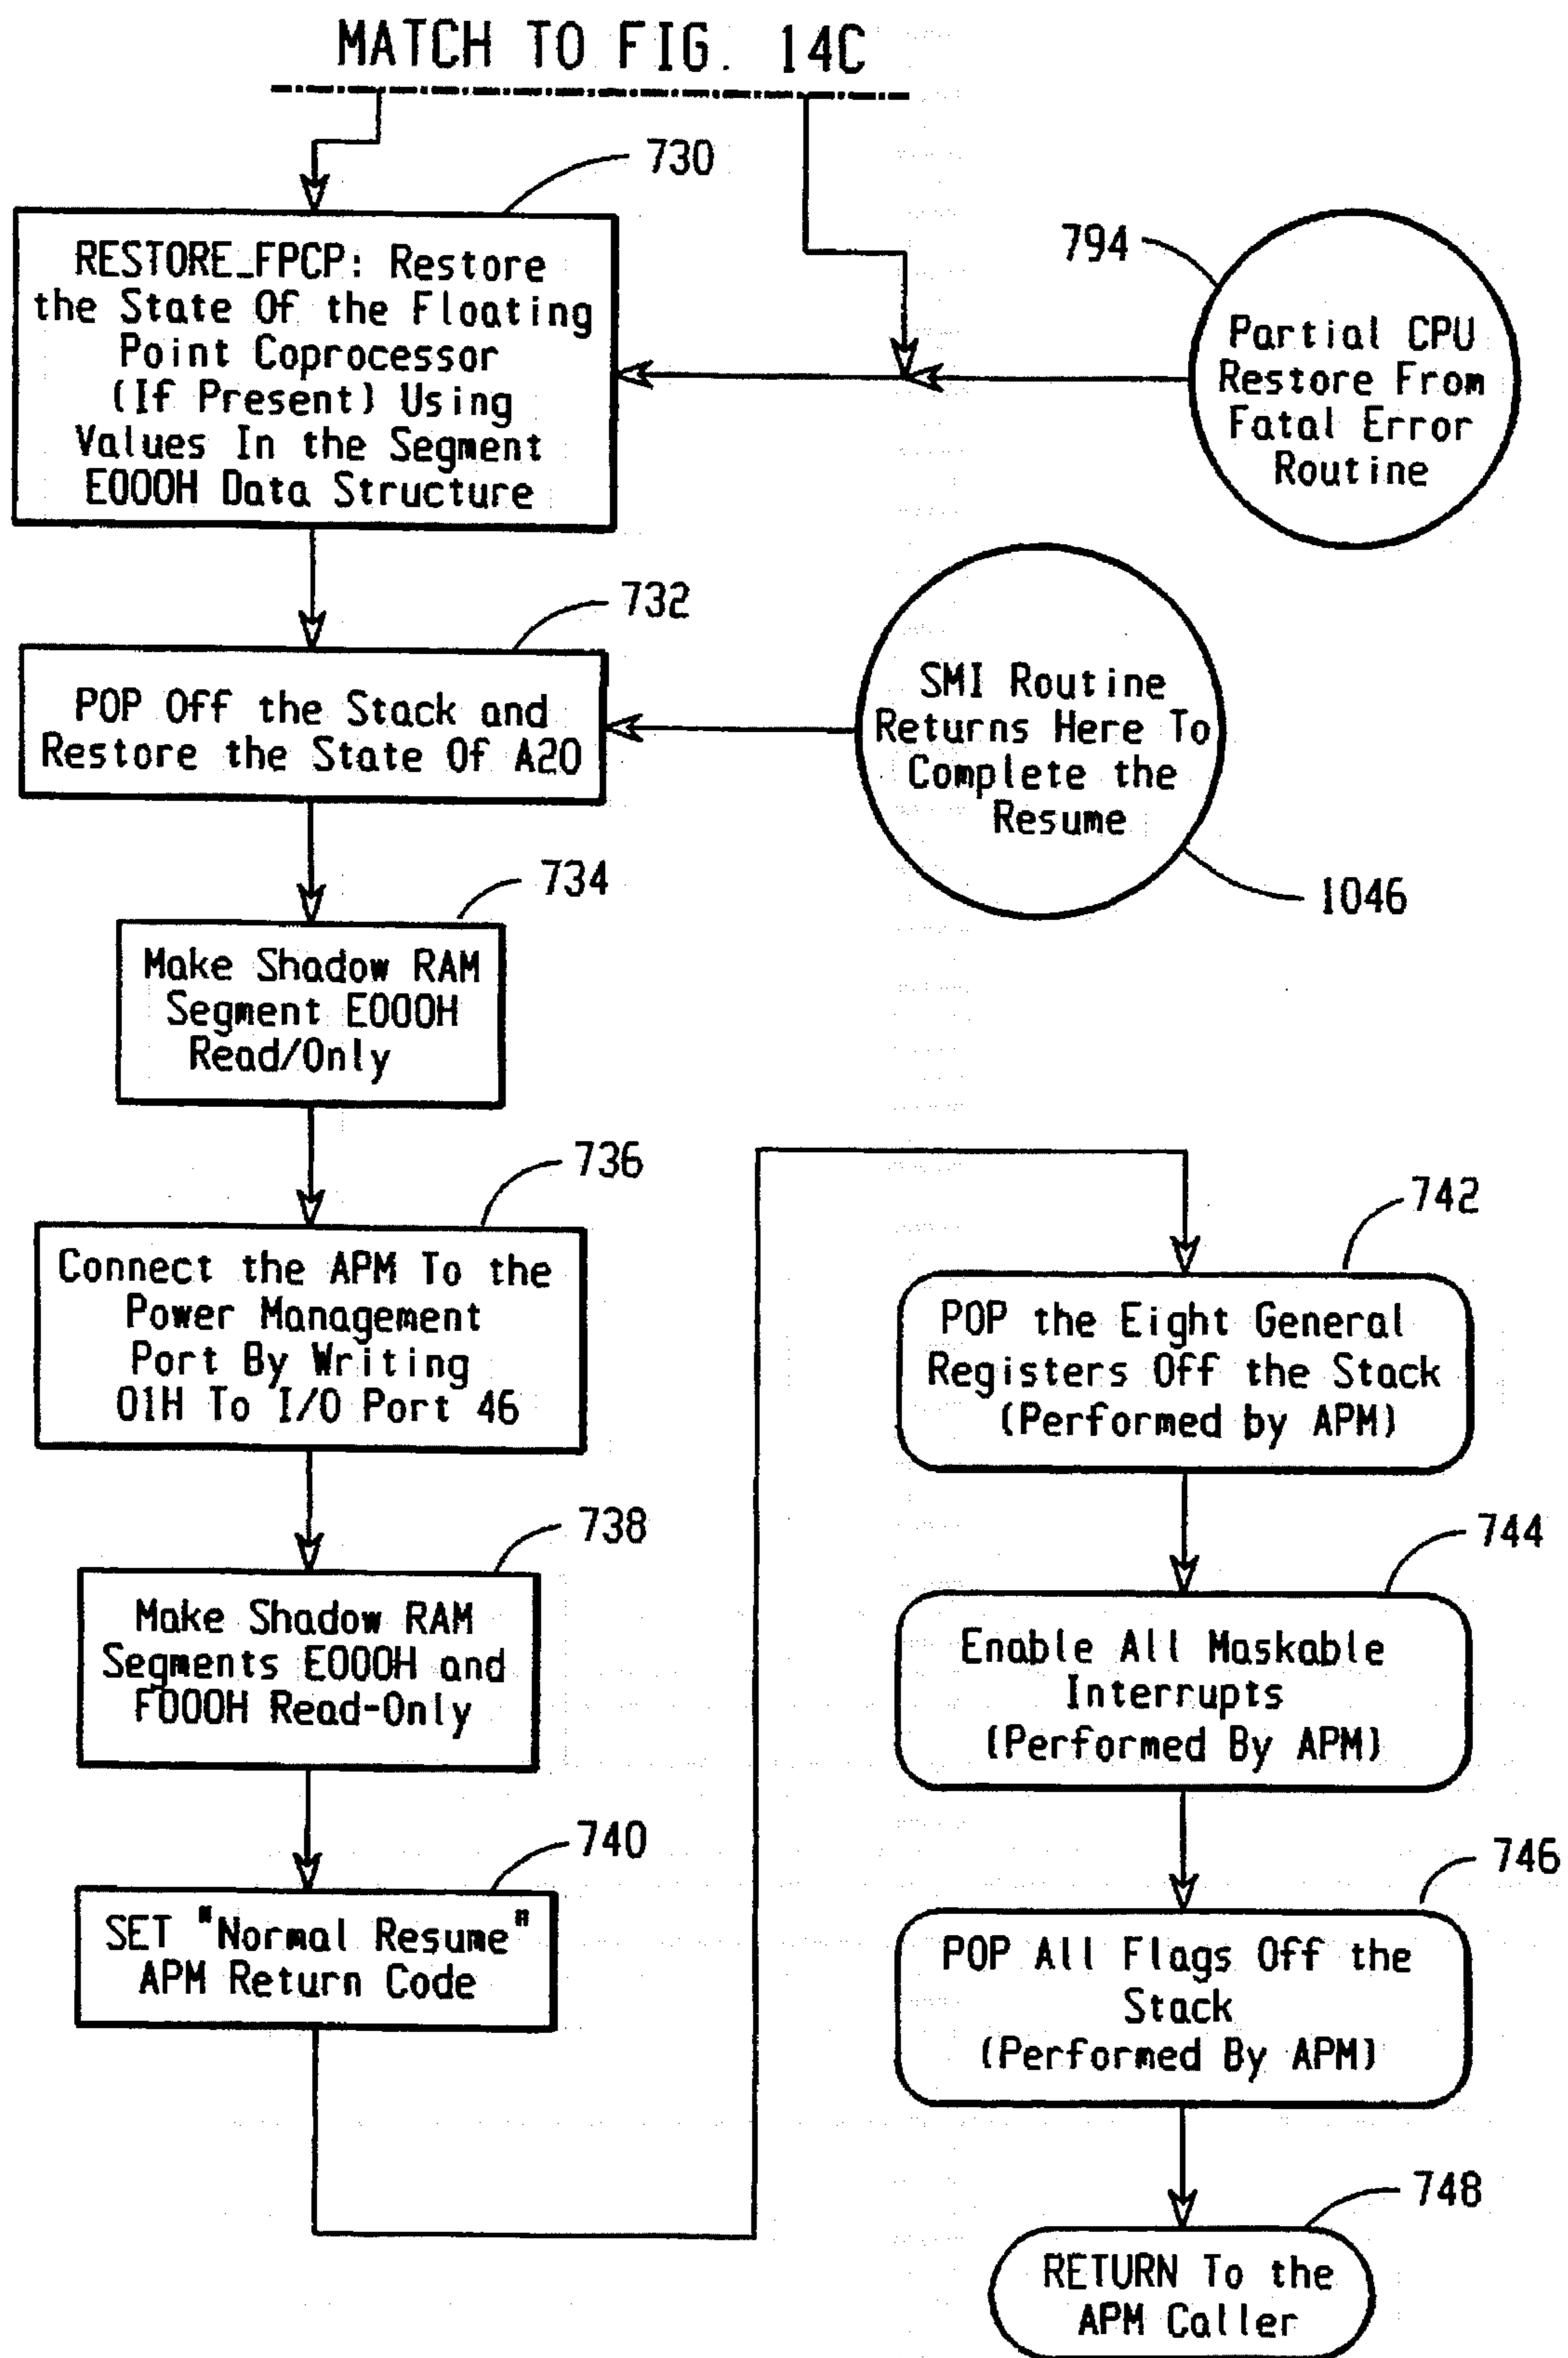 MATCH TO FIG. 14C
730
RESTORE_FPCP: Restore
the State Of the Floating
Point Coprocessor
(If Present) Using
Values In the Segment
E000H Data Structure
794
Partial CPU
Restore From
Fatal Error
Routine
732
POP Off the Stack and
Restore the State Of A20
SMI Routine
Returns Here To
Complete the
Resume
1046
734
Make Shadow RAM
Segment E000H
Read/Only
736
Connect the APM To the
Power Management
Port By Writing
01H To I/O Port 46
738
Make Shadow RAM
Segments E000H and
F000H Read-Only
740
SET "Normal Resume"
APM Return Code
742
POP the Eight General
Registers Off the Stack
(Performed by APM)
744
Enable All Maskable
Interrupts
(Performed By APM)
746
POP All Flags Off the
Stack
(Performed By APM)
748
RETURN To the
APM Caller